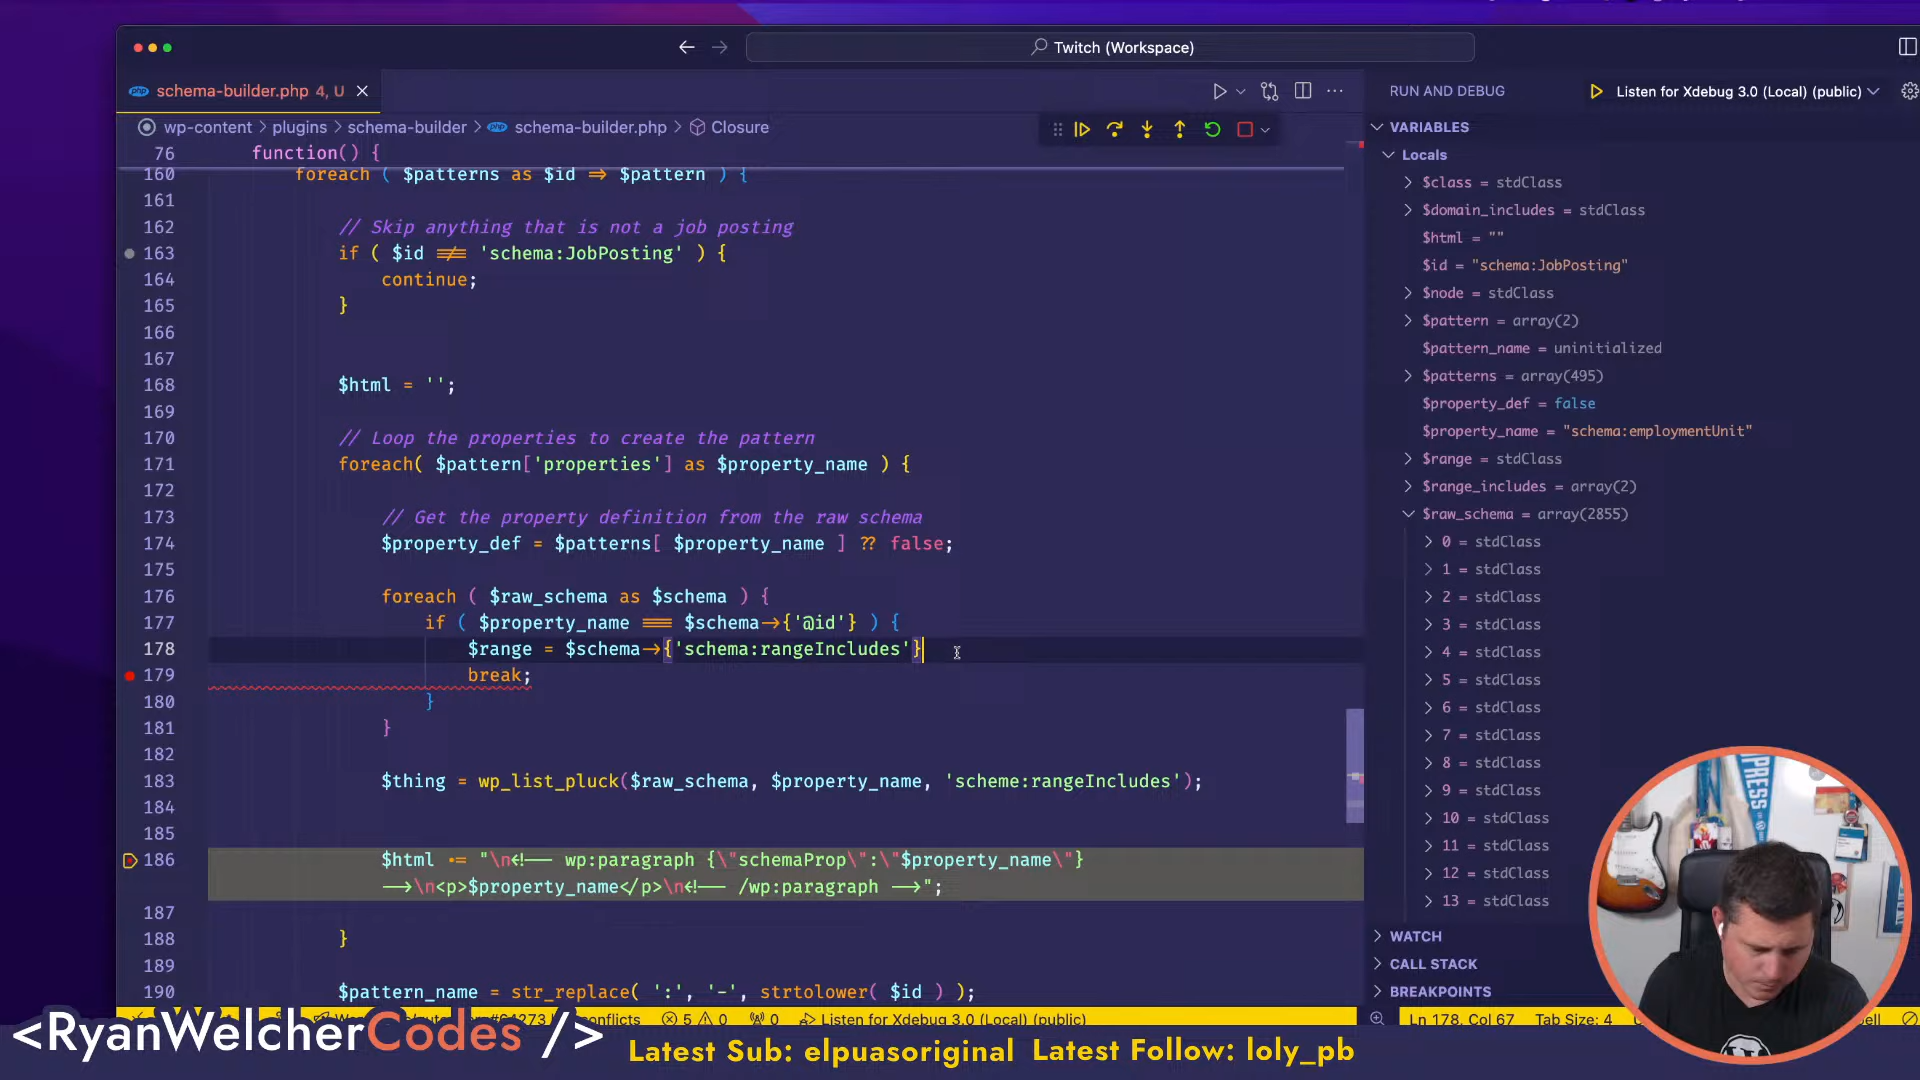 Twitch (Workspace)
schema-builder.php 4, U
RUN AND DEBUG
Listen for Xdebug 3.0 (Local) (public)
wp-content > plugins > schema-builder > schema-builder.php > Closure
VARIABLES
76 function() {
160 foreach ( $patterns as $id => $pattern ) {
161
162 // Skip anything that is not a job posting
163 if ( $id !== 'schema:JobPosting' ) {
164 continue;
165 }
166
167
168 $html = '';
169
170 // Loop the properties to create the pattern
171 foreach( $pattern['properties'] as $property_name ) {
172
173 // Get the property definition from the raw schema
174 $property_def = $patterns[ $property_name ] ?? false;
175
176 foreach ( $raw_schema as $schema ) {
177 if ( $property_name === $schema->{'@id'} ) {
178 $range = $schema->{'schema:rangeIncludes'}
179 break;
180 }
181 }
182
183 $thing = wp_list_pluck($raw_schema, $property_name, 'scheme:rangeIncludes');
184
185
186 $html .= "\n<!-- wp:paragraph {\"schemaProp\":\"$property_name\"}
-->\n<p>$property_name</p>\n<!-- /wp:paragraph -->";
187
188 }
189
190 $pattern_name = str_replace( ':', '-', strtolower( $id ) );
Locals
$class = stdClass
$domain_includes = stdClass
$html = ""
$id = "schema:JobPosting"
$node = stdClass
$pattern = array(2)
$pattern_name = uninitialized
$patterns = array(495)
$property_def = false
$property_name = "schema:employmentUnit"
$range = stdClass
$range_includes = array(2)
$raw_schema = array(2855)
0 = stdClass
1 = stdClass
2 = stdClass
3 = stdClass
4 = stdClass
5 = stdClass
6 = stdClass
7 = stdClass
8 = stdClass
9 = stdClass
10 = stdClass
11 = stdClass
12 = stdClass
13 = stdClass
WATCH
CALL STACK
BREAKPOINTS
5 0 0 Listen for Xdebug 3.0 (Local) (public)
Ln 178, Col 67 Tab Size: 4
<RyanWelcherCodes />
Latest Sub: elpuasoriginal Latest Follow: loly_pb